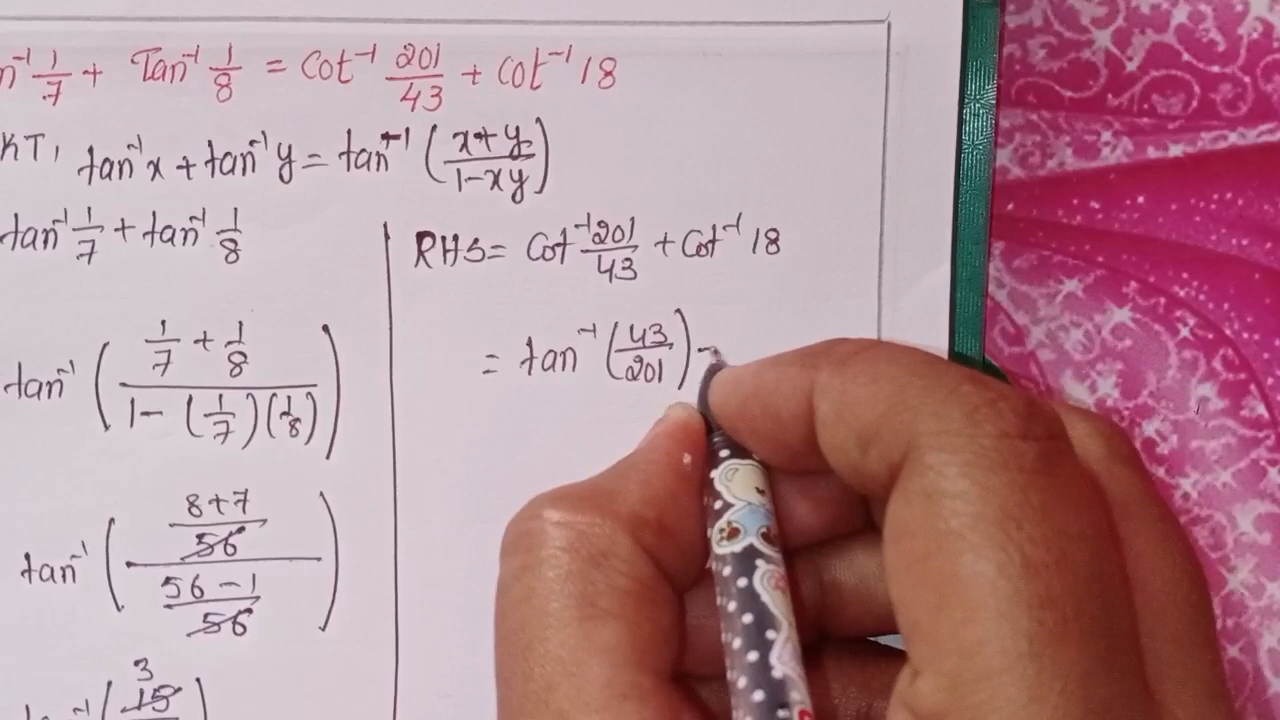 n⁻¹ 1/7 + Tan⁻¹ 1/8 = Cot⁻¹ 201/43 + Cot⁻¹ 18
KT, tan⁻¹x + tan⁻¹y = tan⁻¹ (x+y/1-xy)
tan⁻¹ 1/7 + tan⁻¹ 1/8
tan⁻¹ (1/7 + 1/8 / 1 - (1/7)(1/8))
tan⁻¹ (8+7/56 / 56-1/56)
3
(15
RHS = Cot⁻¹ 201/43 + Cot⁻¹ 18
= tan⁻¹ (43/201) -